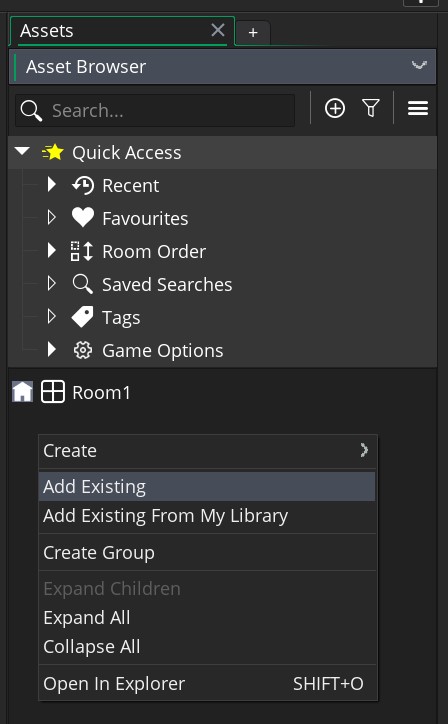 Assets
+
Asset Browser
Search...
Quick Access
Recent
Favourites
Room Order
Saved Searches
Tags
Game Options
Room1
Create
Add Existing
Add Existing From My Library
Create Group
Expand Children
Expand All
Collapse All
Open In Explorer SHIFT+O